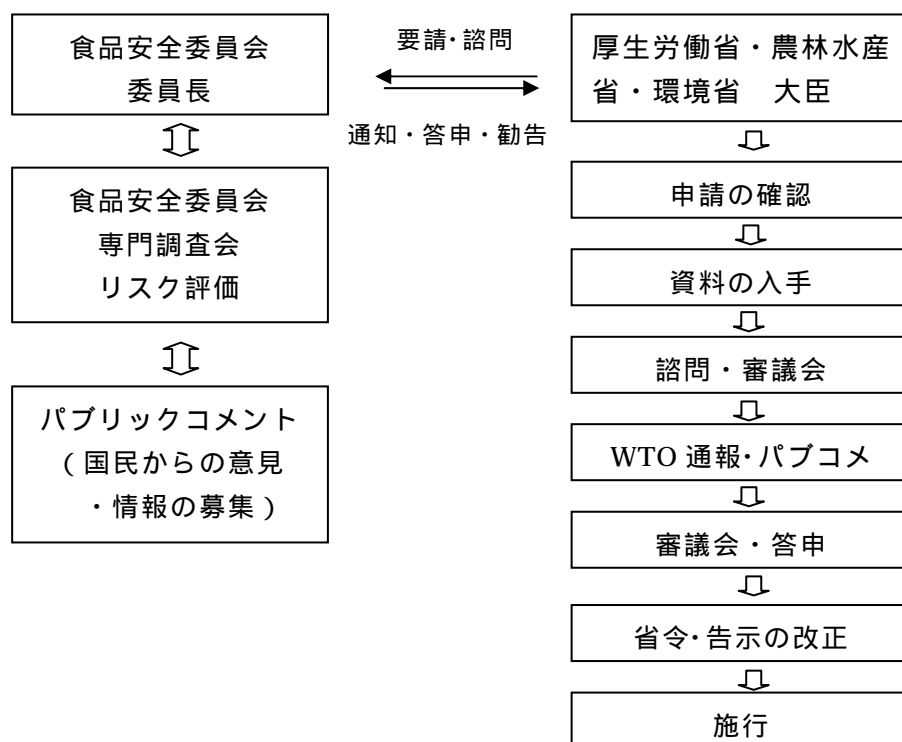 食品安全委員会
委員長
要請・諮問
通知・答申・勧告
厚生労働省・農林水産
省・環境省　大臣
食品安全委員会
専門調査会
リスク評価
パブリックコメント
（国民からの意見
・情報の募集）
申請の確認
資料の入手
諮問・審議会
WTO 通報・パブコメ
審議会・答申
省令・告示の改正
施行